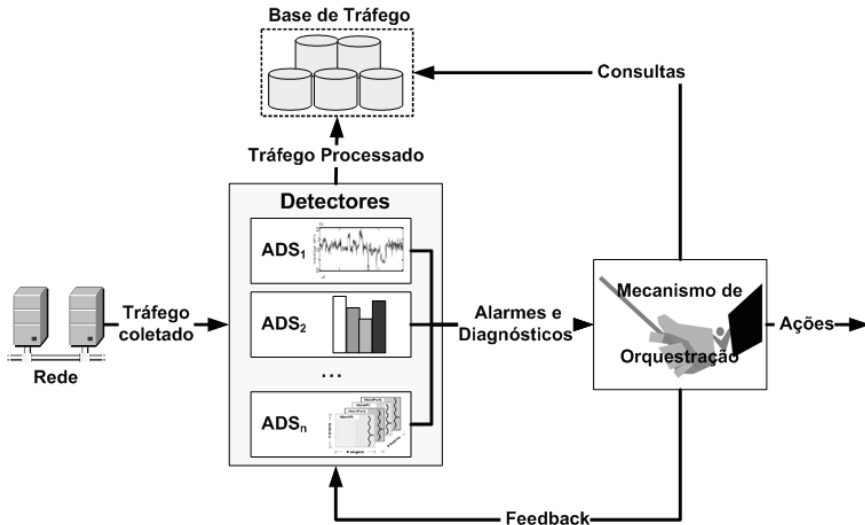 Base de Tráfego
Consultas
Tráfego Processado
Detectores
ADS1
ADS2
...
ADSn
Tráfego
coletado
Rede
Alarmes e
Diagnósticos
Mecanismo de
Orquestração
Ações
Feedback